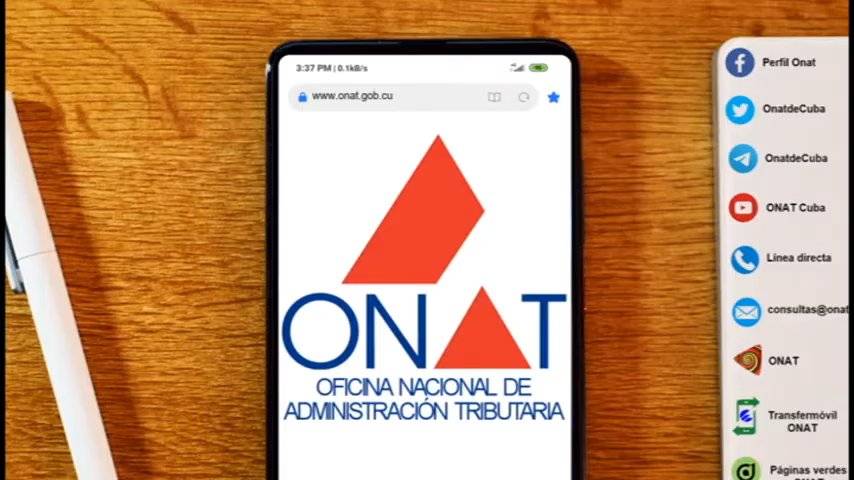 3:37 PM | 0.1kB/s
www.onat.gob.cu
ONAT
OFICINA NACIONAL DE
ADMINISTRACIÓN TRIBUTARIA
Perfil Onat
OnatdeCuba
OnatdeCuba
ONAT Cuba
Línea directa
consultas@onat
ONAT
Transfermóvil
ONAT
Páginas verdes